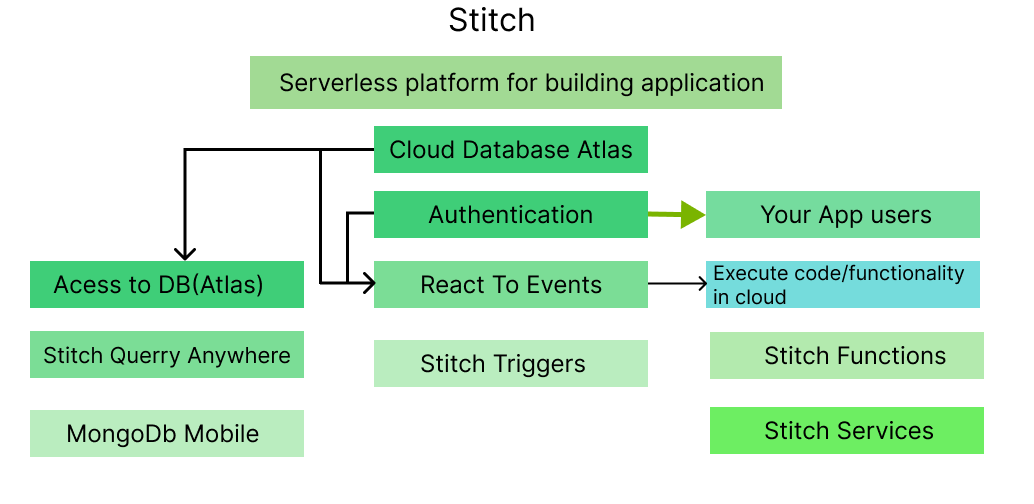 Stitch
Serverless platform for building application
Cloud Database Atlas
Authentication
Your App users
Acess to DB(Atlas)
React To Events
Execute code/functionality
in cloud
Stitch Querry Anywhere
Stitch Triggers
Stitch Functions
MongoDb Mobile
Stitch Services